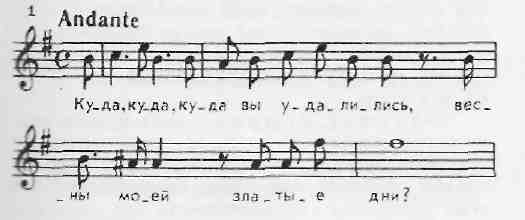 1 Andante
Ку-да, ку-да, ку-да вы у-да-ли-лись, вес-
-ны мо-ей зла-ты-е дни?